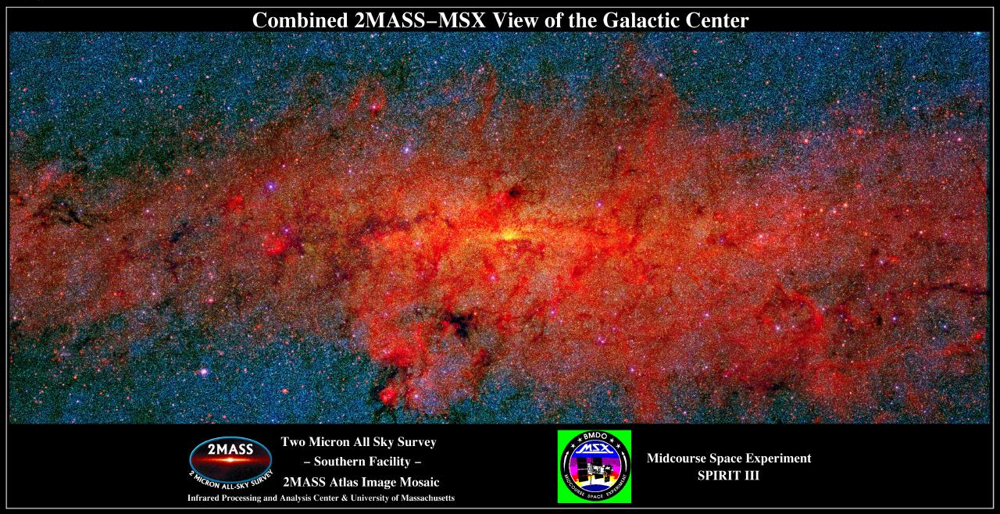 Combined 2MASS–MSX View of the Galactic Center
2MASS
2 MICRON ALL-SKY SURVEY
Two Micron All Sky Survey
– Southern Facility –
2MASS Atlas Image Mosaic
Infrared Processing and Analysis Center & University of Massachusetts
BMDO
MSX
MIDCOURSE SPACE EXPERIMENT
Midcourse Space Experiment
SPIRIT III